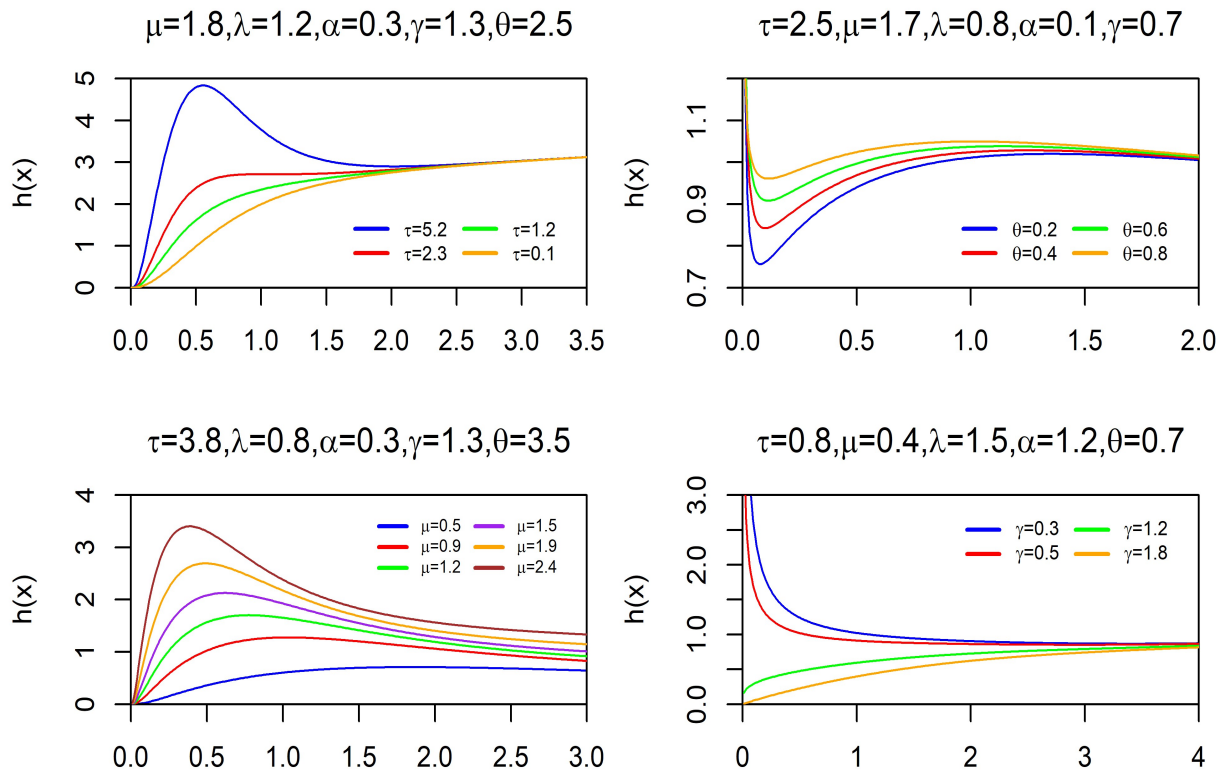 μ=1.8,λ=1.2,α=0.3,γ=1.3,θ=2.5
h(x)
5
4
3
2
1
0
τ=5.2 τ=1.2
τ=2.3 τ=0.1
0.0 0.5 1.0 1.5 2.0 2.5 3.0 3.5
τ=2.5,μ=1.7,λ=0.8,α=0.1,γ=0.7
h(x)
1.1
0.9
0.7
θ=0.2 θ=0.6
θ=0.4 θ=0.8
0.0 0.5 1.0 1.5 2.0
τ=3.8,λ=0.8,α=0.3,γ=1.3,θ=3.5
h(x)
4
3
2
1
0
μ=0.5 μ=1.5
μ=0.9 μ=1.9
μ=1.2 μ=2.4
0.0 0.5 1.0 1.5 2.0 2.5 3.0
τ=0.8,μ=0.4,λ=1.5,α=1.2,θ=0.7
h(x)
3.0
2.0
1.0
0.0
γ=0.3 γ=1.2
γ=0.5 γ=1.8
0 1 2 3 4